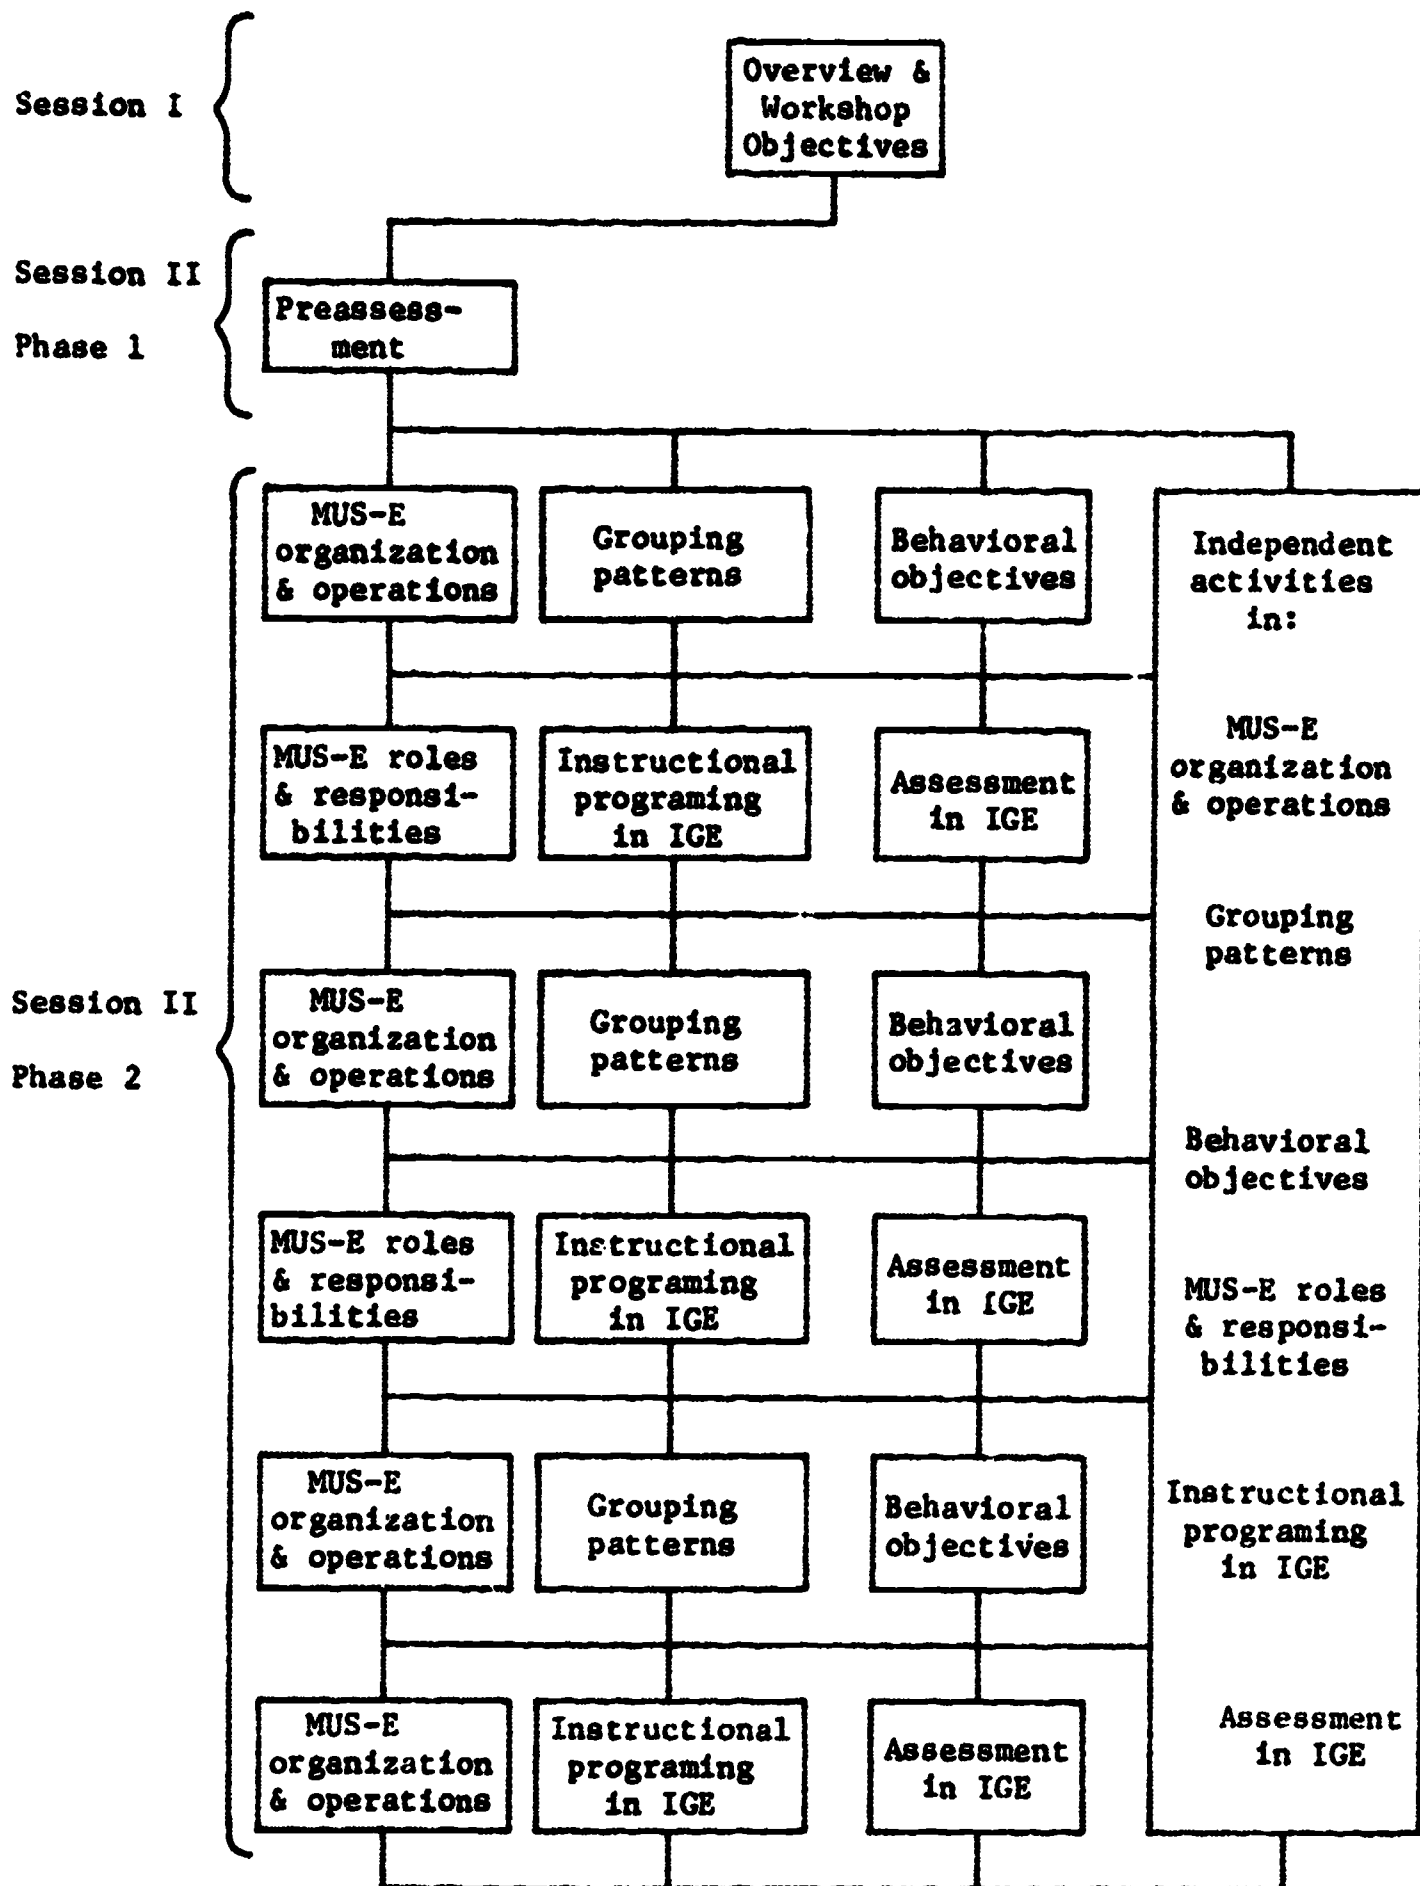 Session I
Overview &
Workshop
Objectives
Session II
Phase 1
Preassess-
ment
Session II
Phase 2
MUS-E
organization
& operations
Grouping
patterns
Behavioral
objectives
MUS-E roles
& responsi-
bilities
Instructional
programing
in IGE
Assessment
in IGE
MUS-E
organization
& operations
Grouping
patterns
Behavioral
objectives
MUS-E roles
& responsi-
bilities
Instructional
programing
in IGE
Assessment
in IGE
MUS-E
organization
& operations
Grouping
patterns
Behavioral
objectives
MUS-E
organization
& operations
Instructional
programing
in IGE
Assessment
in IGE
Independent
activities
in:
MUS-E
organization
& operations
Grouping
patterns
Behavioral
objectives
MUS-E roles
& responsi-
bilities
Instructional
programing
in IGE
Assessment
in IGE